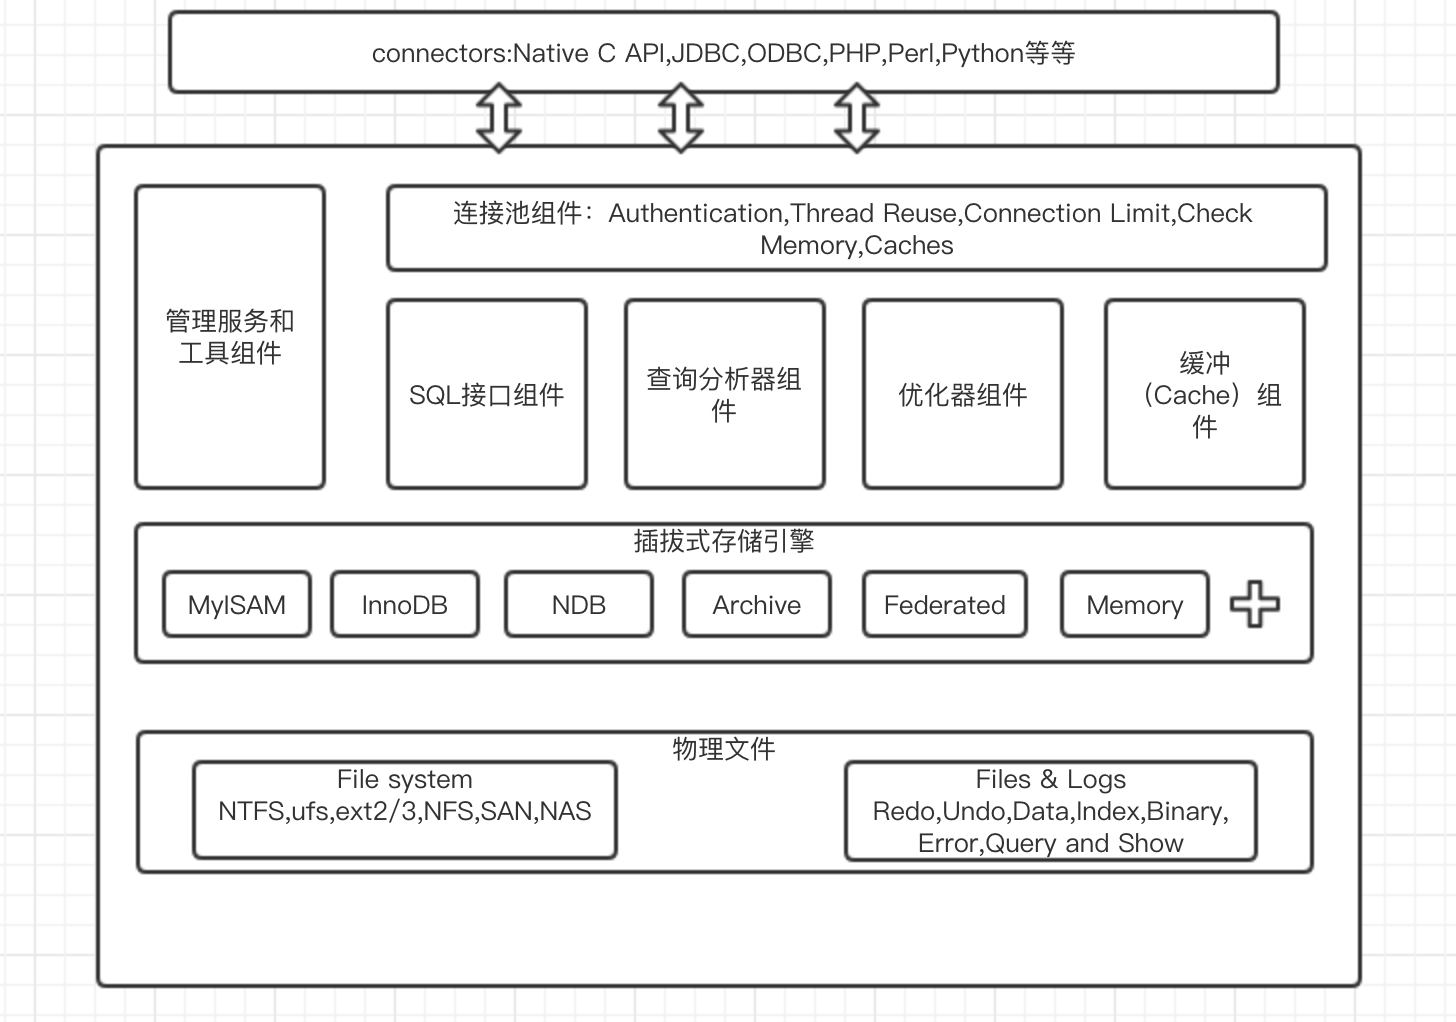 connectors:Native C API,JDBC,ODBC,PHP,Perl,Python等等
连接池组件：Authentication,Thread Reuse,Connection Limit,Check
Memory,Caches
管理服务和
工具组件
SQL接口组件
查询分析器组
件
优化器组件
缓冲
（Cache）组
件
插拔式存储引擎
MyISAM
InnoDB
NDB
Archive
Federated
Memory
物理文件
File system
NTFS,ufs,ext2/3,NFS,SAN,NAS
Files & Logs
Redo,Undo,Data,Index,Binary,
Error,Query and Show